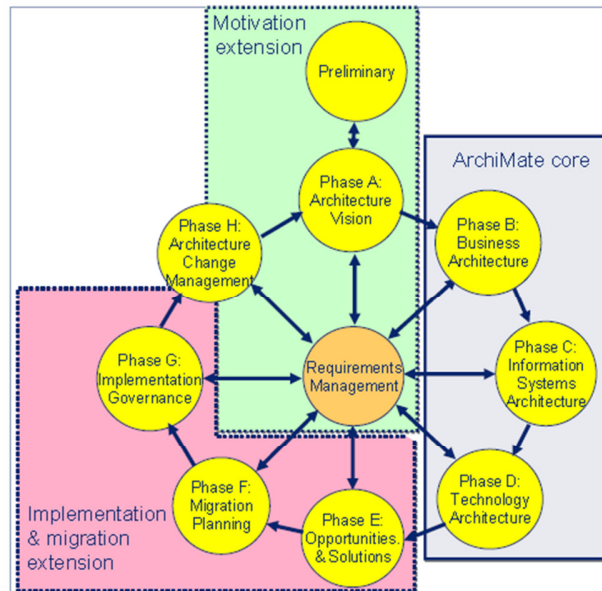 Motivation
extension
Preliminary
ArchiMate core
Phase A:
Architecture
Vision
Phase H:
Architecture
Change
Management
Phase B:
Business
Architecture
Phase G:
Implementation
Governance
Requirements
Management
Phase C:
Information
Systems
Architecture
Phase F:
Migration
Planning
Phase D:
Technology
Architecture
Phase E:
Opportunities.
& Solutions
Implementation
& migration
extension